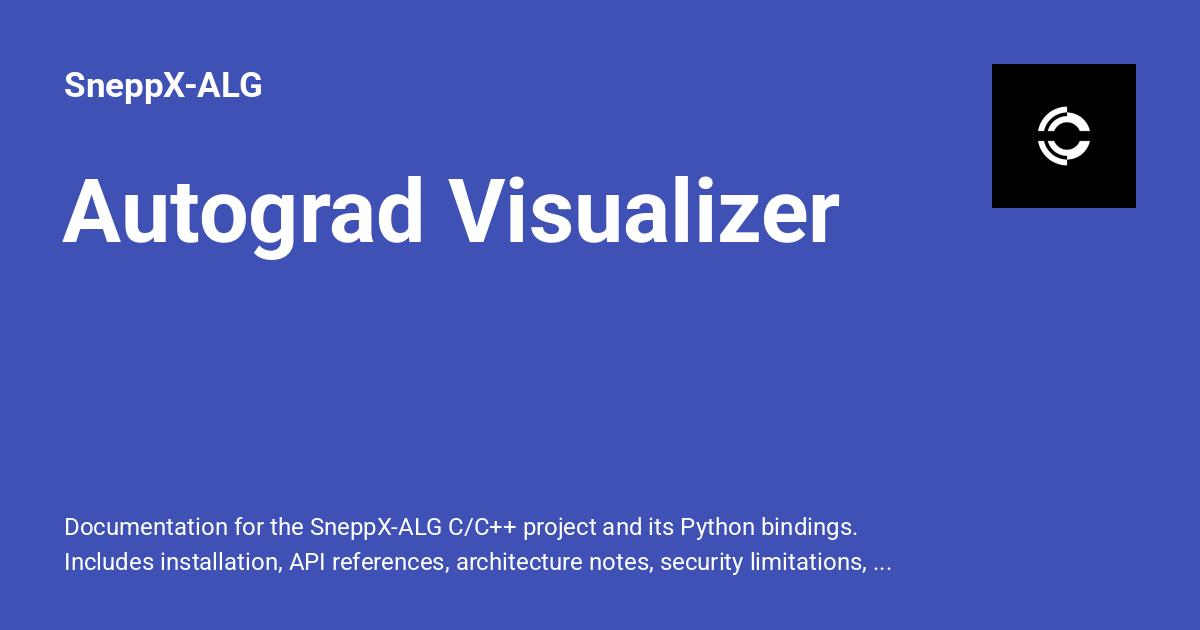 SneppX-ALG
Autograd Visualizer
Documentation for the SneppX-ALG C/C++ project and its Python bindings.
Includes installation, API references, architecture notes, security limitations, ...